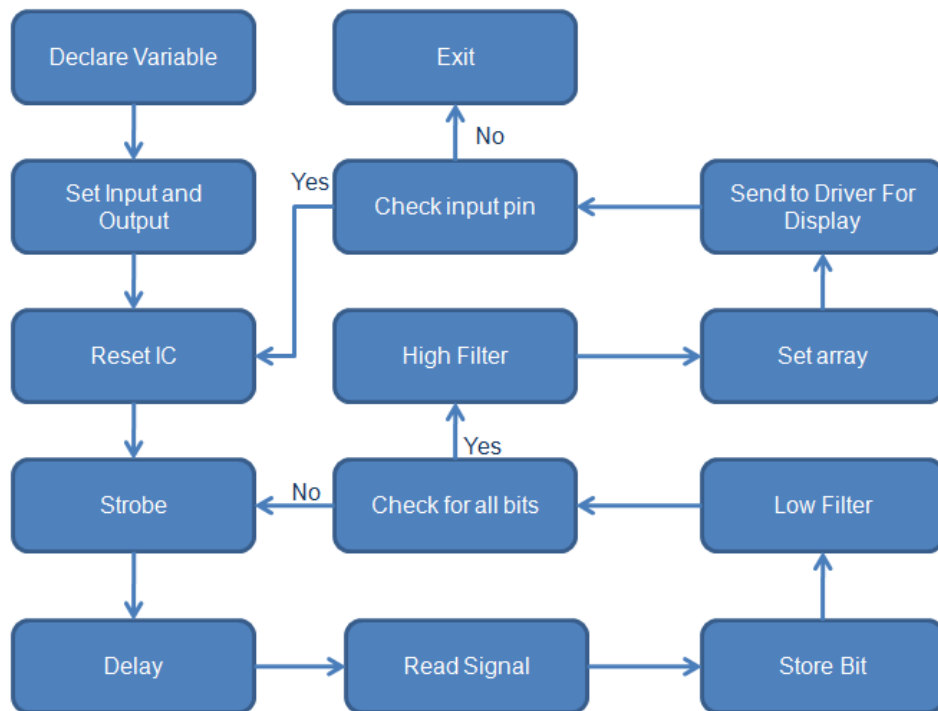 Declare Variable
Exit
No
Set Input and
Output
Yes
Check input pin
Send to Driver For
Display
Reset IC
High Filter
Set array
Yes
Strobe
No
Check for all bits
Low Filter
Delay
Read Signal
Store Bit